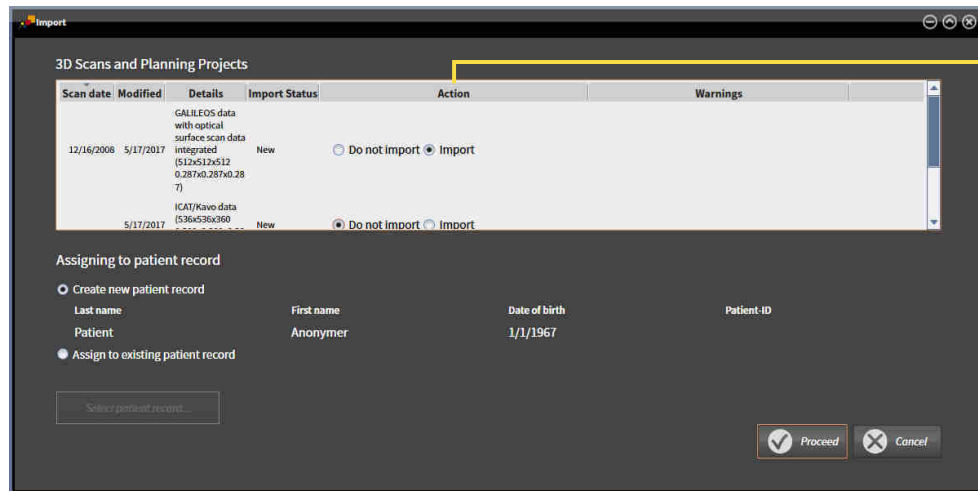 Import
3D Scans and Planning Projects
Scan date Modified Details Import Status Action Warnings
GALILEOS data
with optical
surface scan data
12/16/2008 5/17/2017 integrated New Do not import Import
(512x512x512
0.287x0.287x0.28
7)
ICAT/Kavo data
5/17/2017 (536x536x360 New Do not import Import
Assigning to patient record
Create new patient record
Last name First name Date of birth Patient-ID
Patient Anonymer 1/1/1967
Assign to existing patient record
Select patient record...
Proceed Cancel